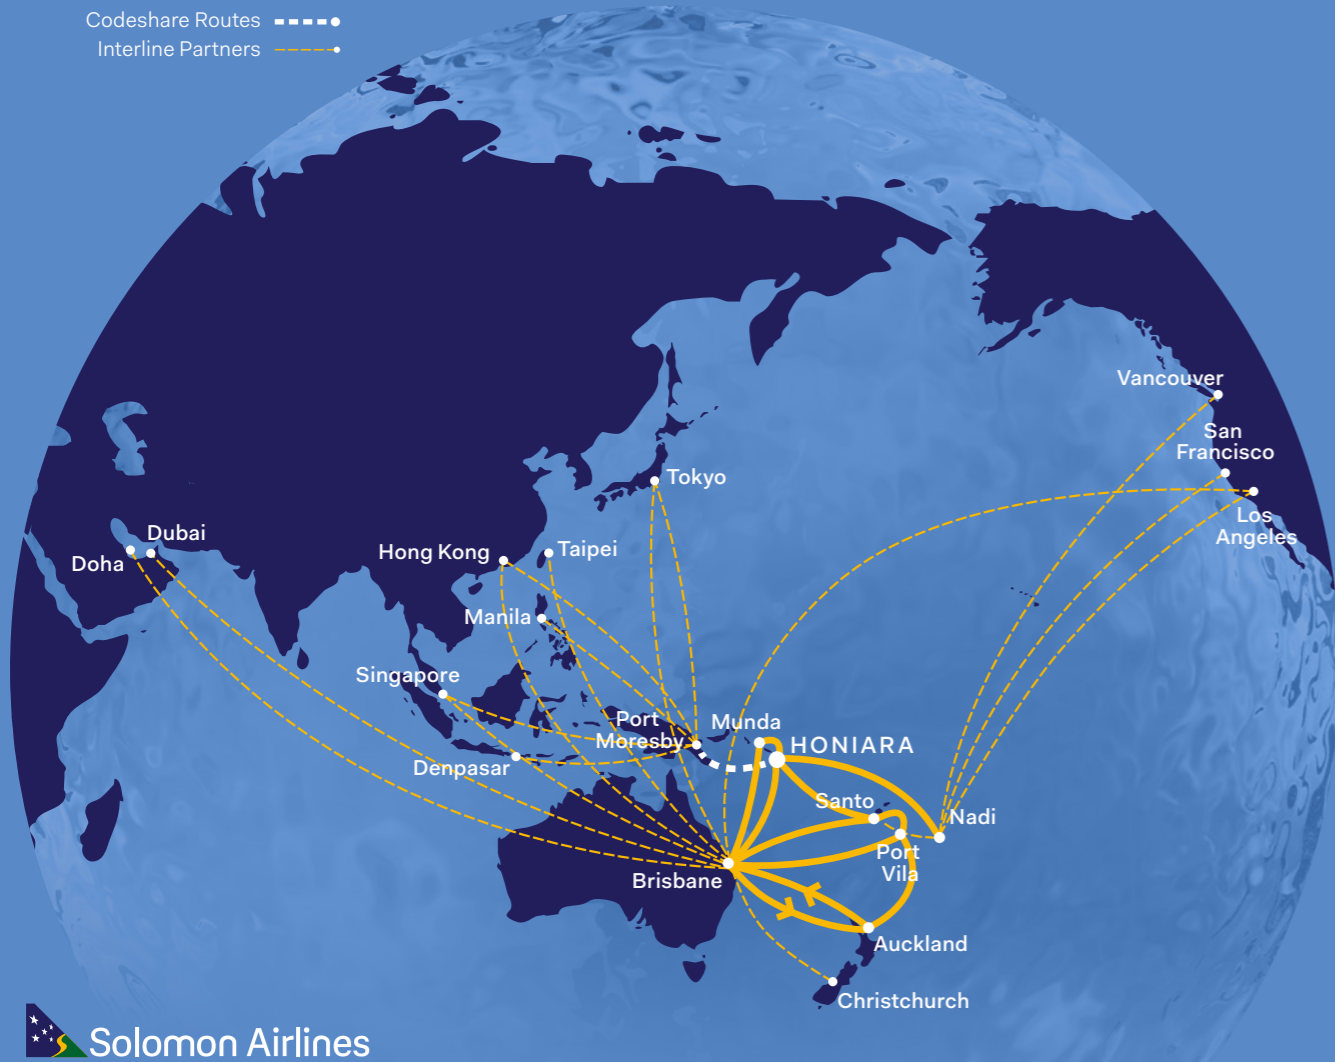 Codeshare Routes
Interline Partners
Vancouver
San
Francisco
Tokyo
Los
Angeles
Dubai
Doha
Hong Kong
Taipei
Manila
Singapore
Port
Moresby
Munda
HONIARA
Denpasar
Santo
Nadi
Port
Vila
Brisbane
Auckland
Christchurch
Solomon Airlines